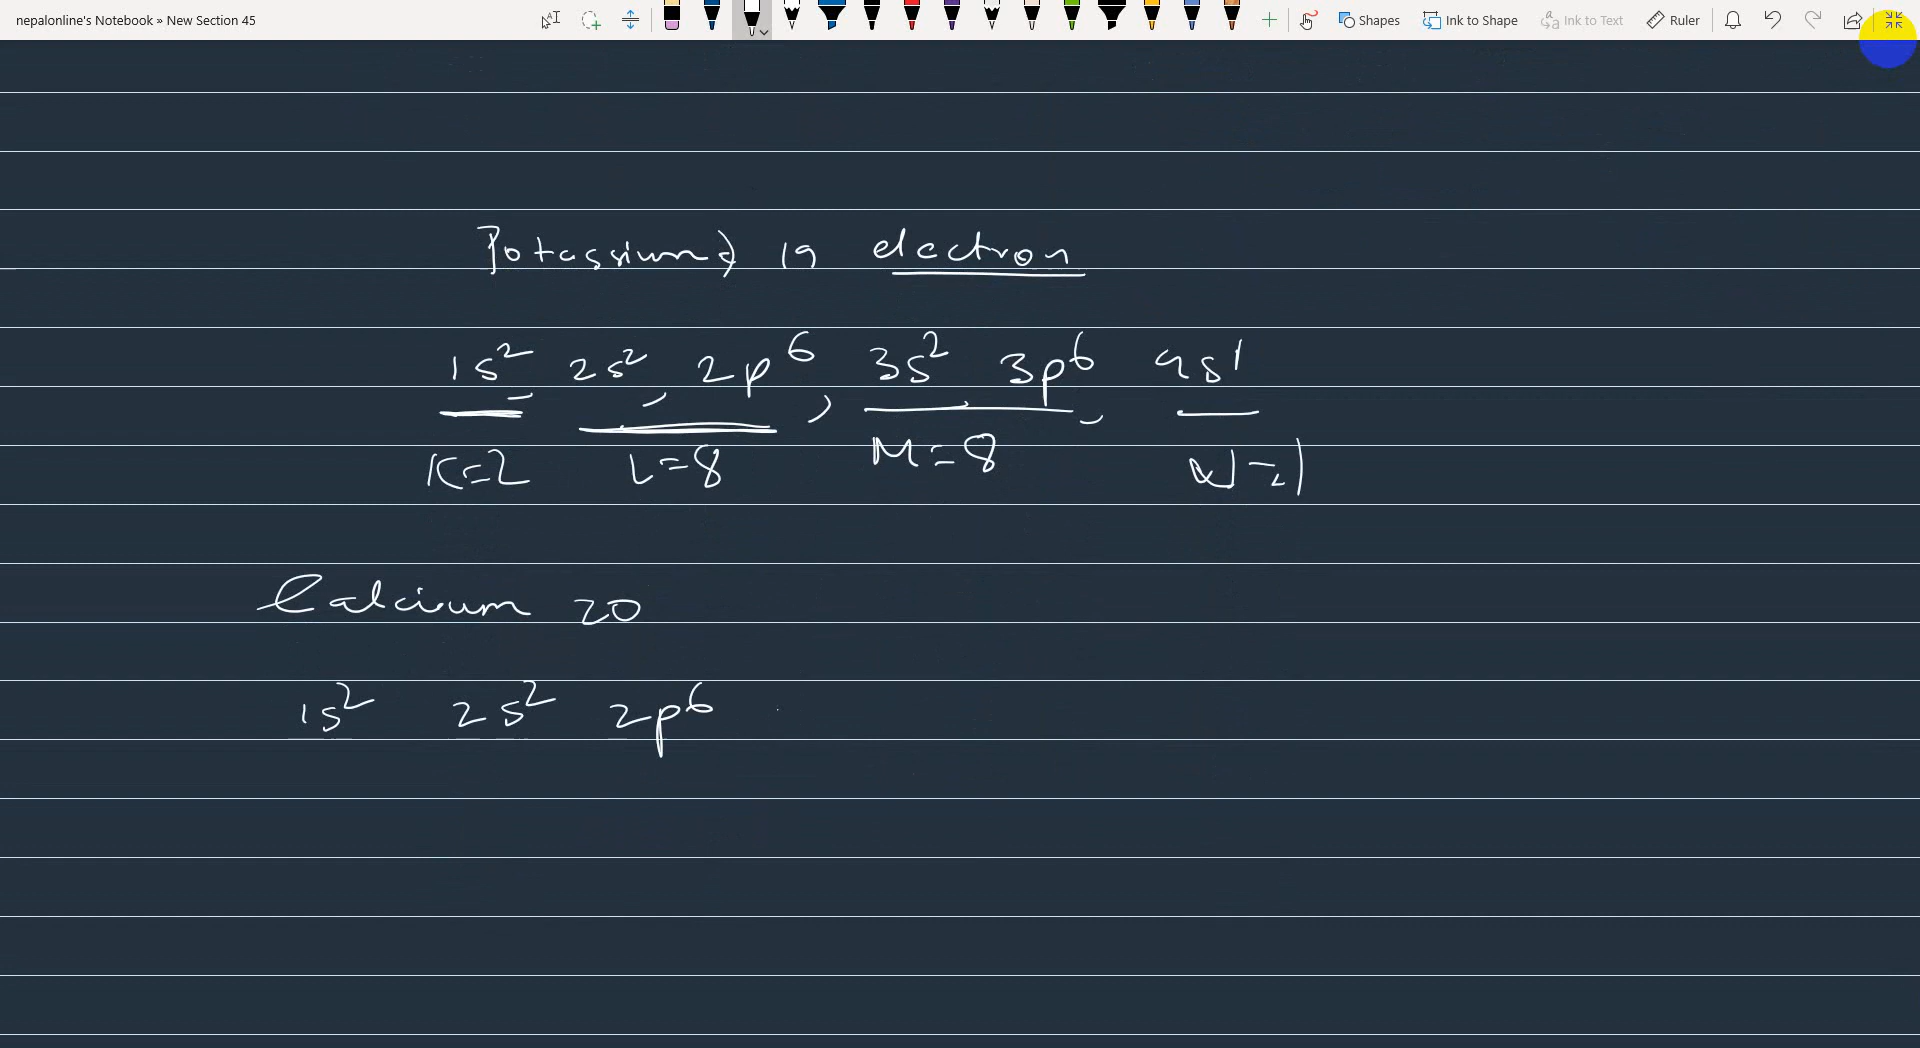 nepalonline's Notebook » New Section 45
Shapes Ink to Shape Ink to Text Ruler
Potassium → 19 electron
1s² 2s², 2p⁶, 3s² 3p⁶, 4s¹
K=2 L=8 M=8 N=1
Calcium 20
1s² 2s² 2p⁶